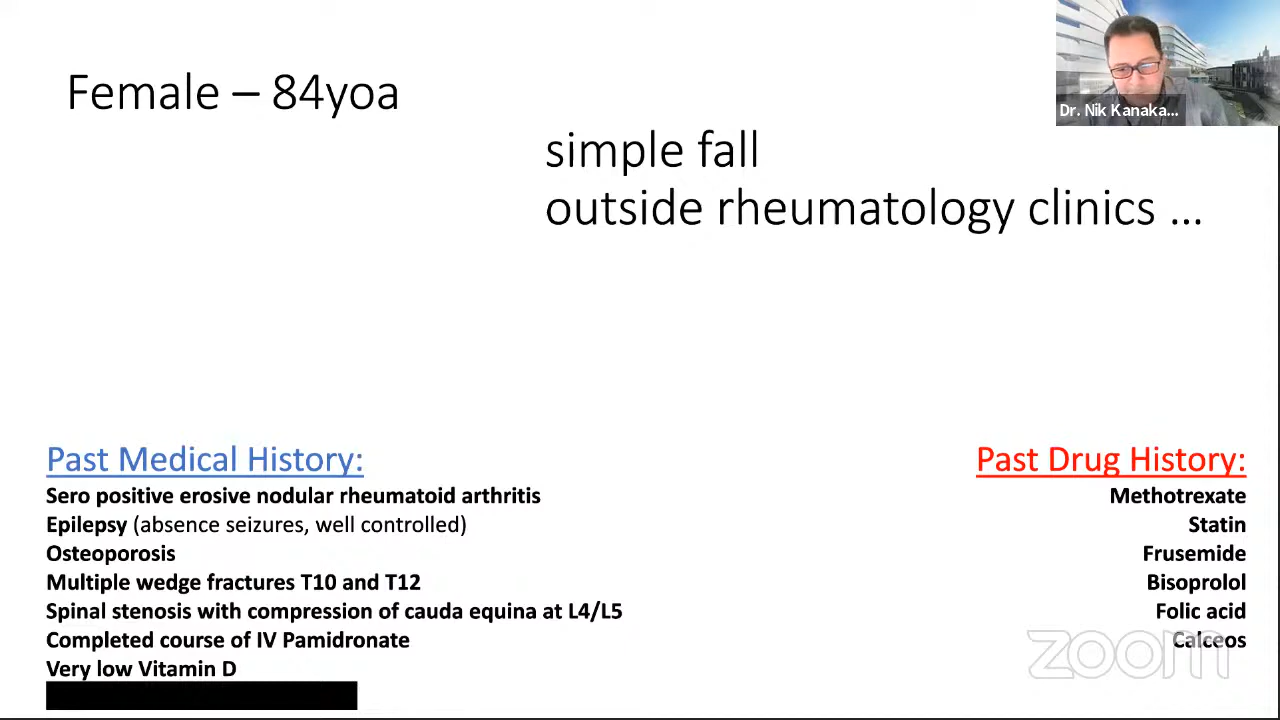 Female – 84yoa
Dr. Nik Kanaka...
simple fall
outside rheumatology clinics ...
Past Medical History:
Sero positive erosive nodular rheumatoid arthritis
Epilepsy (absence seizures, well controlled)
Osteoporosis
Multiple wedge fractures T10 and T12
Spinal stenosis with compression of cauda equina at L4/L5
Completed course of IV Pamidronate
Very low Vitamin D
Past Drug History:
Methotrexate
Statin
Frusemide
Bisoprolol
Folic acid
Calceos
zoom